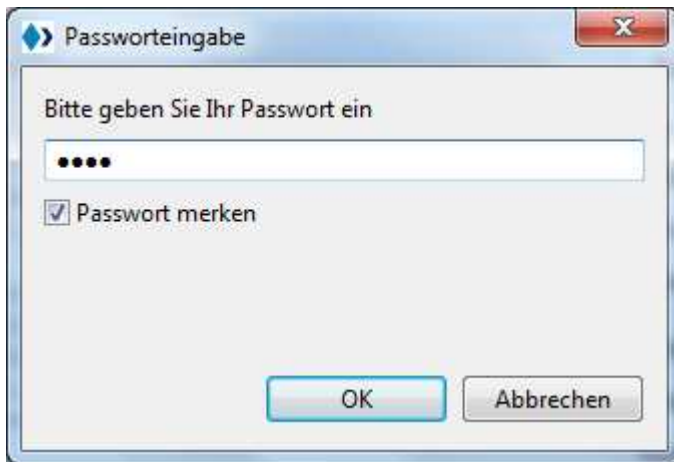 Passworteingabe
Bitte geben Sie Ihr Passwort ein
••••
Passwort merken
OK
Abbrechen